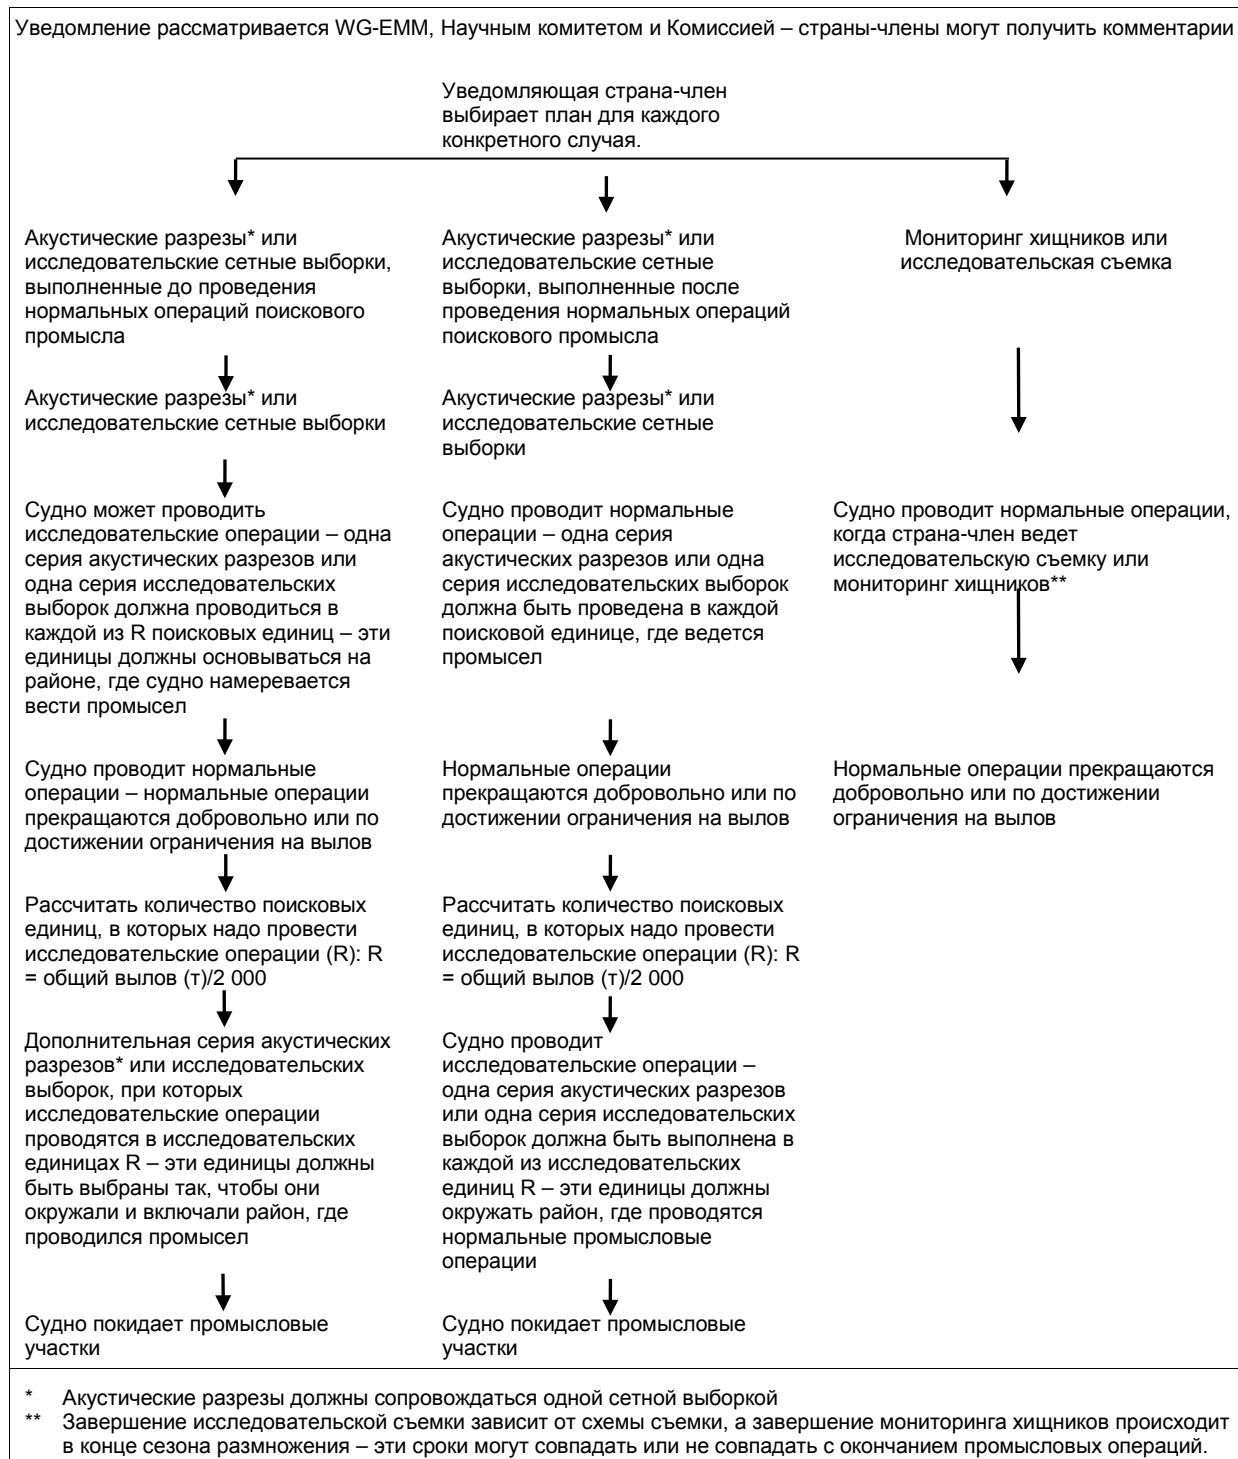 Уведомление рассматривается WG-EMM, Научным комитетом и Комиссией – страны-члены могут получить комментарии
Уведомляющая страна-член
выбирает план для каждого
конкретного случая.
Акустические разрезы* или
исследовательские сетные выборки,
выполненные до проведения
нормальных операций поискового
промысла
Акустические разрезы* или
исследовательские сетные выборки
Судно может проводить
исследовательские операции – одна
серия акустических разрезов или
одна серия исследовательских
выборок должна проводиться в
каждой из R поисковых единиц – эти
единицы должны основываться на
районе, где судно намеревается
вести промысел
Судно проводит нормальные
операции – нормальные операции
прекращаются добровольно или по
достижении ограничения на вылов
Рассчитать количество поисковых
единиц, в которых надо провести
исследовательские операции (R): R
= общий вылов (т)/2 000
Дополнительная серия акустических
разрезов* или исследовательских
выборок, при которых
исследовательские операции
проводятся в исследовательских
единицах R – эти единицы должны
быть выбраны так, чтобы они
окружали и включали район, где
проводился промысел
Судно покидает промысловые
участки
Акустические разрезы* или
исследовательские сетные
выборки, выполненные после
проведения нормальных операций
поискового промысла
Акустические разрезы* или
исследовательские сетные
выборки
Судно проводит нормальные
операции – одна серия
акустических разрезов или одна
серия исследовательских выборок
должна быть проведена в каждой
поисковой единице, где ведется
промысел
Нормальные операции
прекращаются добровольно или по
достижении ограничения на вылов
Рассчитать количество поисковых
единиц, в которых надо провести
исследовательские операции (R): R
= общий вылов (т)/2 000
Судно проводит
исследовательские операции –
одна серия акустических разрезов
или одна серия исследовательских
выборок должна быть выполнена в
каждой из исследовательских
единиц R – эти единицы должны
окружать район, где проводятся
нормальные промысловые
операции
Судно покидает промысловые
участки
Мониторинг хищников или
исследовательская съемка
Судно проводит нормальные операции,
когда страна-член ведет
исследовательскую съемку или
мониторинг хищников**
Нормальные операции прекращаются
добровольно или по достижении
ограничения на вылов
* Акустические разрезы должны сопровождаться одной сетной выборкой
** Завершение исследовательской съемки зависит от схемы съемки, а завершение мониторинга хищников происходит
в конце сезона размножения – эти сроки могут совпадать или не совпадать с окончанием промысловых операций.